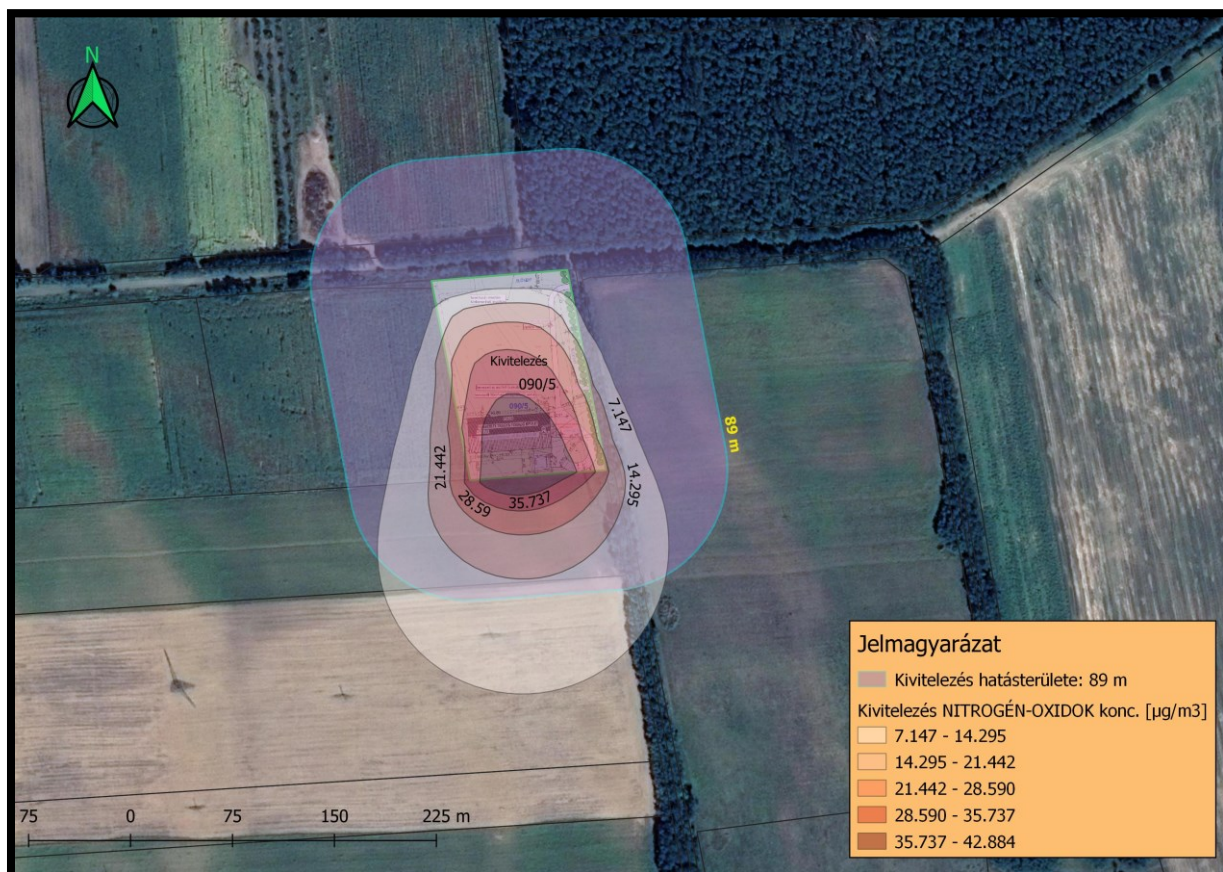 N
Kivitelezés
090/5
090/5
7.147
89 m
21.442
14.295
28.59
35.737
Jelmagyarázat
Kivitelezés hatásterülete: 89 m
Kivitelezés NITROGÉN-OXIDOK konc. [µg/m3]
7.147 - 14.295
14.295 - 21.442
21.442 - 28.590
28.590 - 35.737
35.737 - 42.884
75 0 75 150 225 m